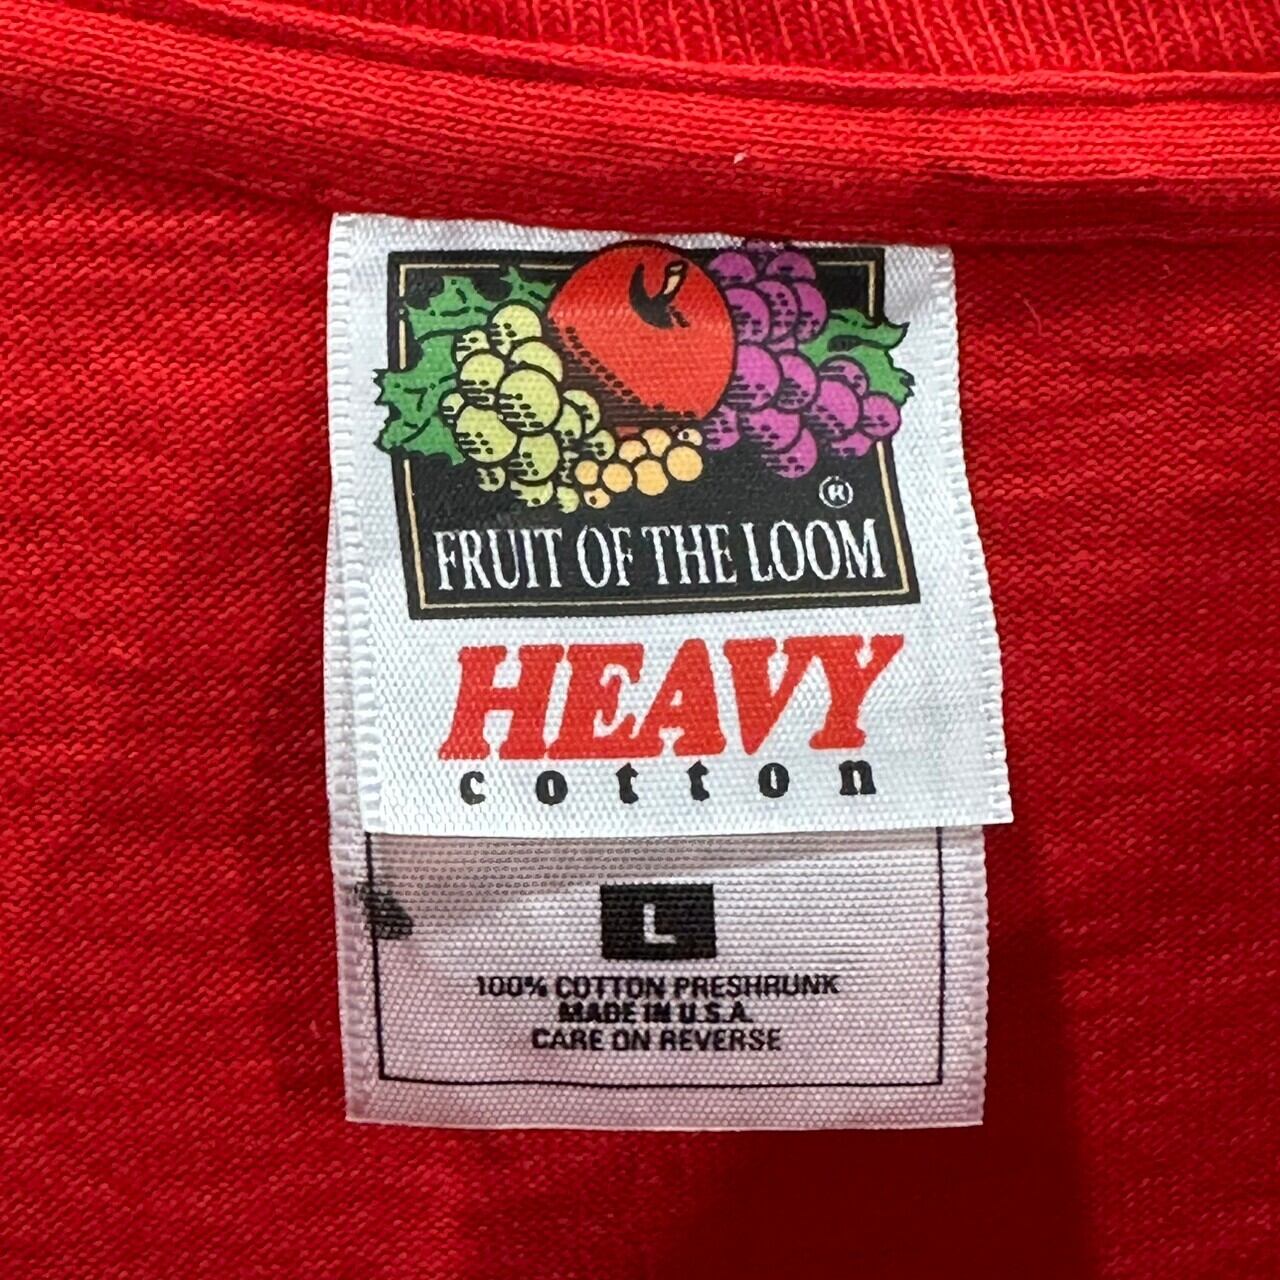 ®
FRUIT OF THE LOOM
HEAVY
cotton
L
100% COTTON PRESHRUNK
MADE IN U.S.A.
CARE ON REVERSE